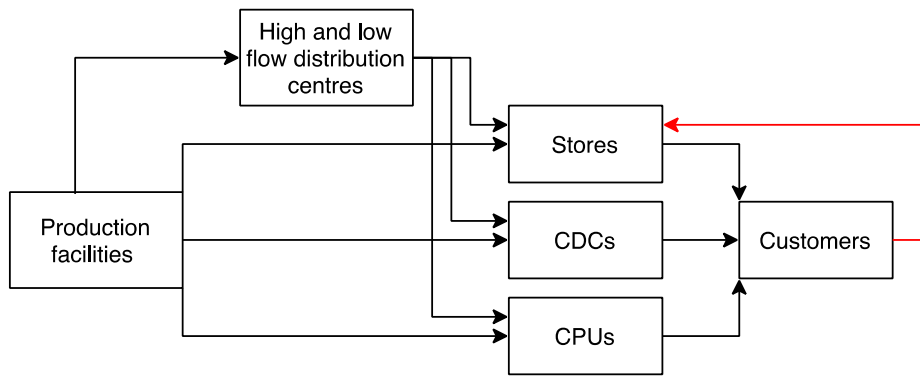 High and low
flow distribution
centres
Stores
Production
facilities
CDCs
Customers
CPUs